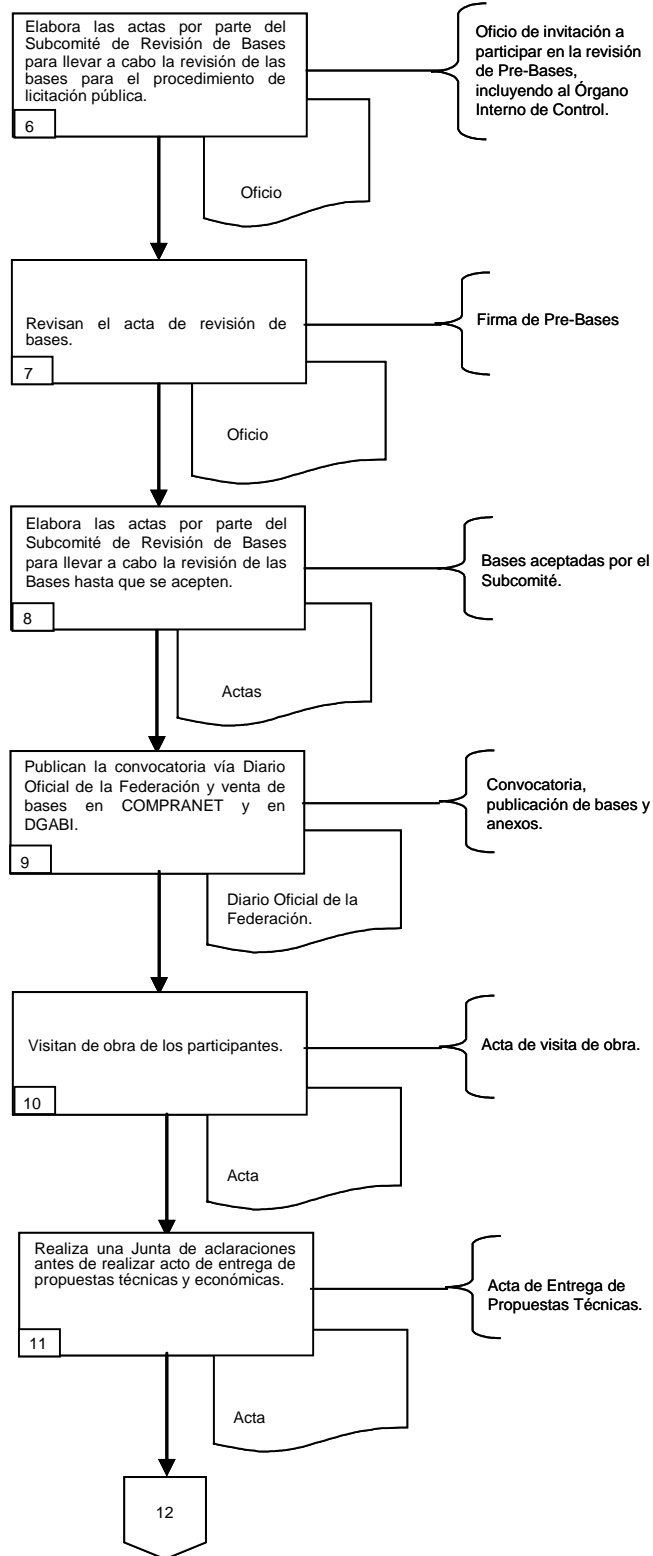 Elabora las actas por parte del
Subcomité de Revisión de Bases
para llevar a cabo la revisión de las
bases para el procedimiento de
licitación pública.
6
Oficio
Oficio de invitación a
participar en la revisión
de Pre-Bases,
incluyendo al Órgano
Interno de Control.
Revisan el acta de revisión de
bases.
7
Oficio
Firma de Pre-Bases
Elabora las actas por parte del
Subcomité de Revisión de Bases
para llevar a cabo la revisión de las
Bases hasta que se acepten.
8
Actas
Bases aceptadas por el
Subcomité.
Publican la convocatoria vía Diario
Oficial de la Federación y venta de
bases en COMPRANET y en
DGABI.
9
Diario Oficial de la
Federación.
Convocatoria,
publicación de bases y
anexos.
Visitan de obra de los participantes.
10
Acta
Acta de visita de obra.
Realiza una Junta de aclaraciones
antes de realizar acto de entrega de
propuestas técnicas y económicas.
11
Acta
Acta de Entrega de
Propuestas Técnicas.
12